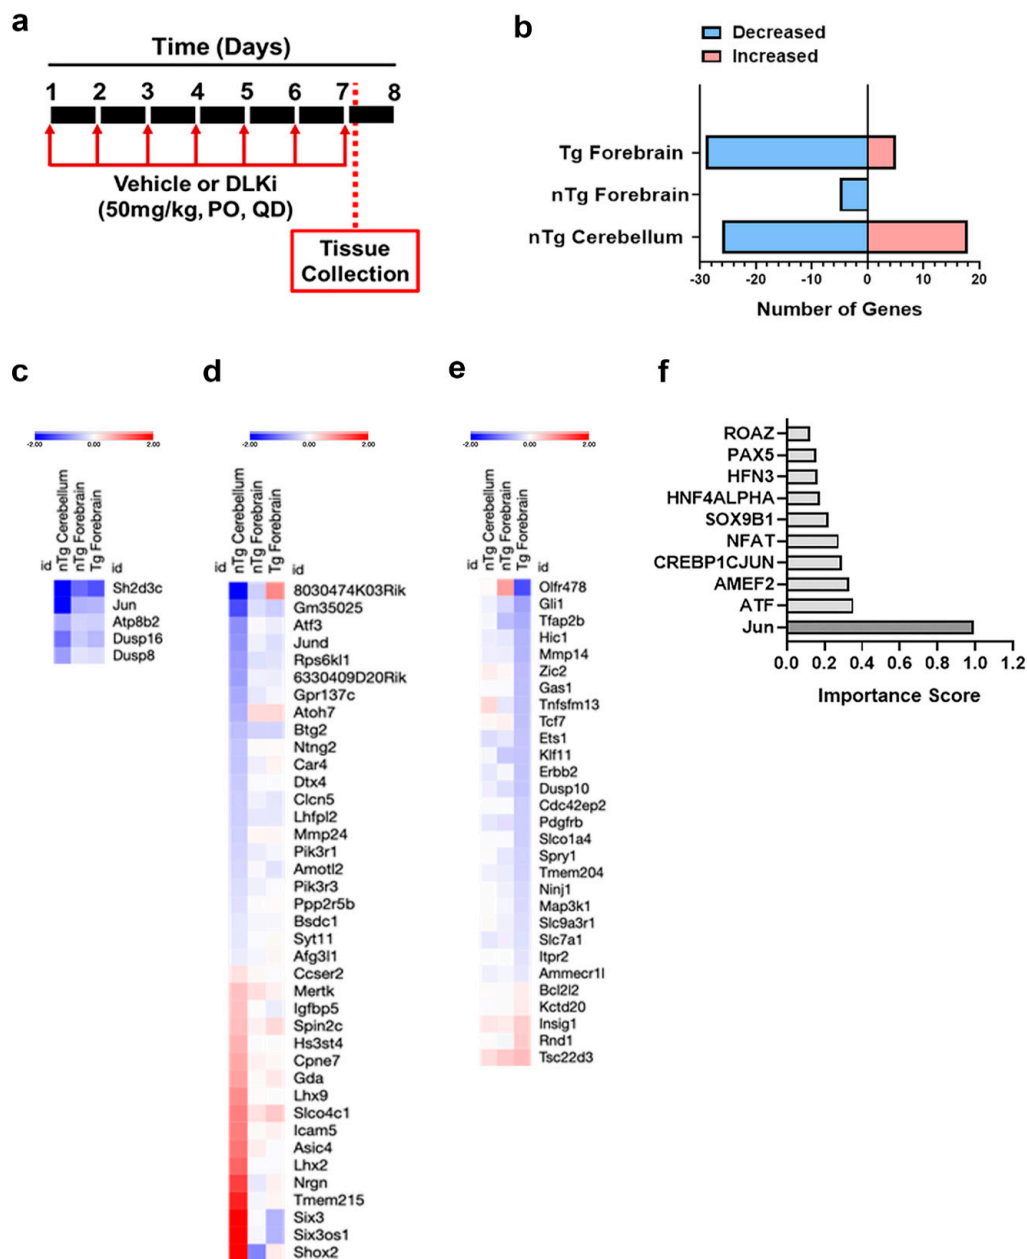 a
Time (Days)
1 2 3 4 5 6 7 8
Vehicle or DLKi
(50mg/kg, PO, QD)
Tissue
Collection
b
Decreased
Increased
Tg Forebrain
nTg Forebrain
nTg Cerebellum
-30 -20 -10 0 10 20
Number of Genes
c
-2.00 0.00 2.00
nTg Cerebellum
nTg Forebrain
Tg Forebrain
id id
Sh2d3c
Jun
Atp8b2
Dusp16
Dusp8
d
-2.00 0.00 2.00
nTg Cerebellum
nTg Forebrain
Tg Forebrain
id id
8030474K03Rik
Gm35025
Atf3
Jund
Rps6kl1
6330409D20Rik
Gpr137c
Atoh7
Btg2
Ntng2
Car4
Dtx4
Clcn5
Lhfpl2
Mmp24
Pik3r1
Amotl2
Pik3r3
Ppp2r5b
Bsdc1
Syt11
Afg3l1
Ccser2
Mertk
Igfbp5
Spin2c
Hs3st4
Cpne7
Gda
Lhx9
Slco4c1
Icam5
Asic4
Lhx2
Nrgn
Tmem215
Six3
Six3os1
Shox2
e
-2.00 0.00 2.00
nTg Cerebellum
nTg Forebrain
Tg Forebrain
id id
Olfr478
Gli1
Tfap2b
Hic1
Mmp14
Zic2
Gas1
Tnfsfm13
Tcf7
Ets1
Klf11
Erbb2
Dusp10
Cdc42ep2
Pdgfrb
Slco1a4
Spry1
Tmem204
Ninj1
Map3k1
Slc9a3r1
Slc7a1
Itpr2
Ammecr1l
Bcl2l2
Kctd20
Insig1
Rnd1
Tsc22d3
f
ROAZ
PAX5
HFN3
HNF4ALPHA
SOX9B1
NFAT
CREBP1CJUN
AMEF2
ATF
Jun
0.0 0.2 0.4 0.6 0.8 1.0 1.2
Importance Score